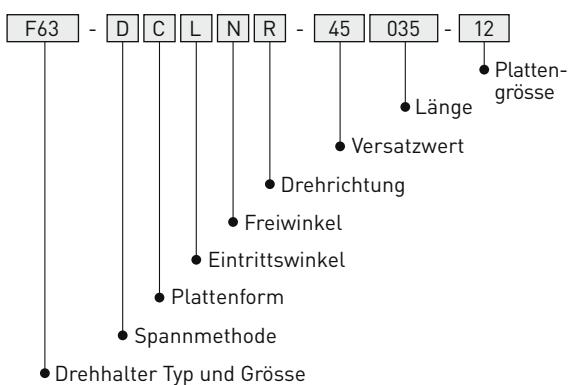 F63 - D C L N R - 45 035 - 12
Platten-
grösse
Länge
Versatzwert
Drehrichtung
Freiwinkel
Eintrittswinkel
Plattenform
Spannmethode
Drehhalter Typ und Grösse